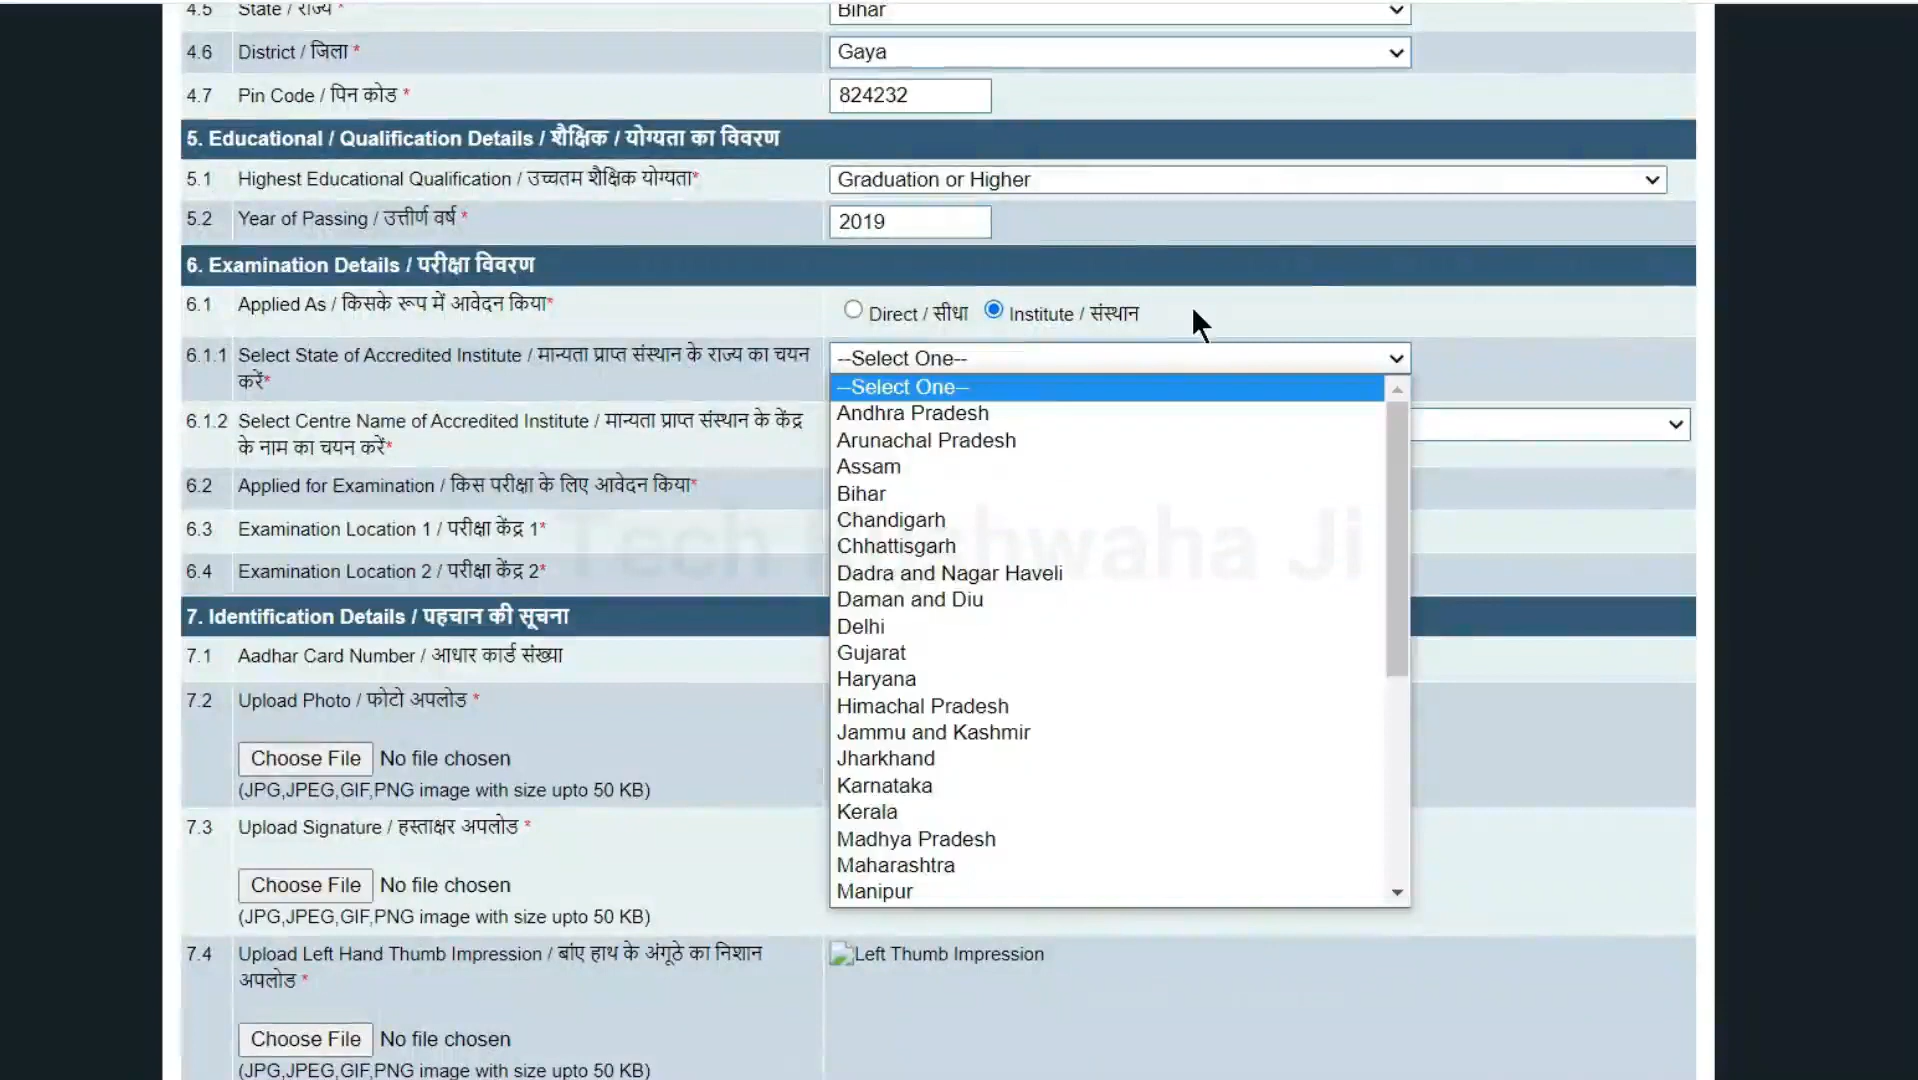 4.5 State / राज्य * Bihar
4.6 District / जिला * Gaya
4.7 Pin Code / पिन कोड * 824232
5. Educational / Qualification Details / शैक्षिक / योग्यता का विवरण
5.1 Highest Educational Qualification / उच्चतम शैक्षिक योग्यता* Graduation or Higher
5.2 Year of Passing / उत्तीर्ण वर्ष * 2019
6. Examination Details / परीक्षा विवरण
6.1 Applied As / किसके रूप में आवेदन किया* Direct / सीधा Institute / संस्थान
6.1.1 Select State of Accredited Institute / मान्यता प्राप्त संस्थान के राज्य का चयन
करें*
--Select One--
--Select One--
Andhra Pradesh
Arunachal Pradesh
Assam
Bihar
Chandigarh
Chhattisgarh
Dadra and Nagar Haveli
Daman and Diu
Delhi
Gujarat
Haryana
Himachal Pradesh
Jammu and Kashmir
Jharkhand
Karnataka
Kerala
Madhya Pradesh
Maharashtra
Manipur
6.1.2 Select Centre Name of Accredited Institute / मान्यता प्राप्त संस्थान के केंद्र
के नाम का चयन करें*
6.2 Applied for Examination / किस परीक्षा के लिए आवेदन किया*
6.3 Examination Location 1 / परीक्षा केंद्र 1*
6.4 Examination Location 2 / परीक्षा केंद्र 2*
Tech hwaha Ji
7. Identification Details / पहचान की सूचना
7.1 Aadhar Card Number / आधार कार्ड संख्या
7.2 Upload Photo / फोटो अपलोड *
Choose File No file chosen
(JPG,JPEG,GIF,PNG image with size upto 50 KB)
7.3 Upload Signature / हस्ताक्षर अपलोड *
Choose File No file chosen
(JPG,JPEG,GIF,PNG image with size upto 50 KB)
7.4 Upload Left Hand Thumb Impression / बांए हाथ के अंगूठे का निशान
अपलोड *
Left Thumb Impression
Choose File No file chosen
(JPG,JPEG,GIF,PNG image with size upto 50 KB)